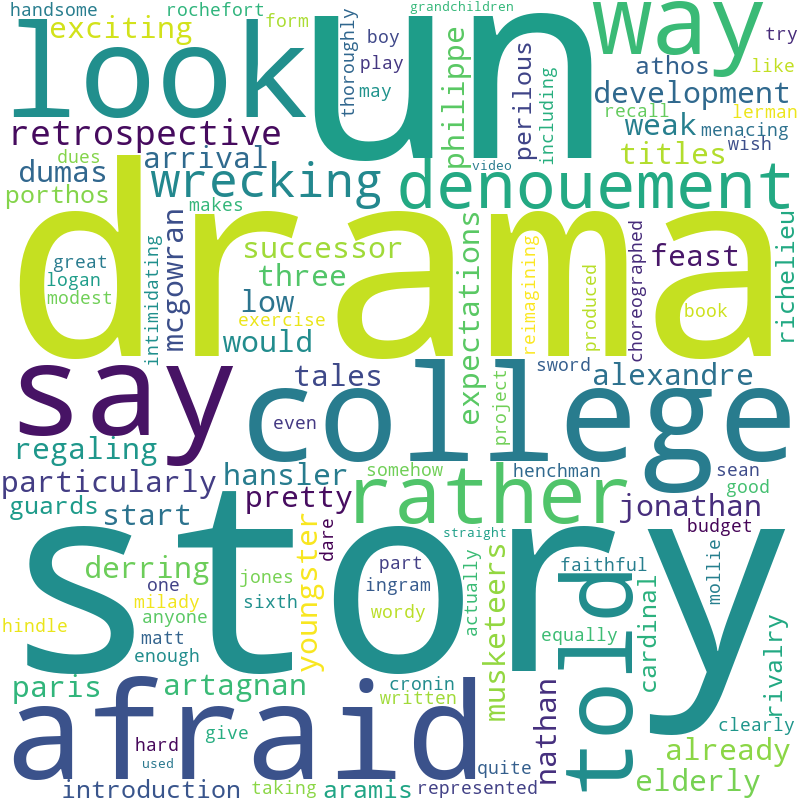 handsome rochefort form grandchildren
exciting boy thoroughly try
look un way
play philippe perilous athos like
may including development
retrospective recall lerman
weak menacing
dues arrival titles wish
dumas wrecking video
porthos makes denouement
drama
great mcgowran successor expectations feast
logan intimidating three reimagining produced choreographed richelieu
modest low book
exercise would
say tales sword alexandre
college project
even
regaling
particularly hansler somehow henchman sean
guards start pretty rather jonathan good
dare straight budget
story
derring youngster part actually faithful mollie
one jones ingram musketeers
milady sixth wordy told cardinal rivalry
hindle anyone equally
matt
enough
paris artagnan cronin clearly
afraid written nathan
hard give already
used quite elderly
introduction taking aramis represented